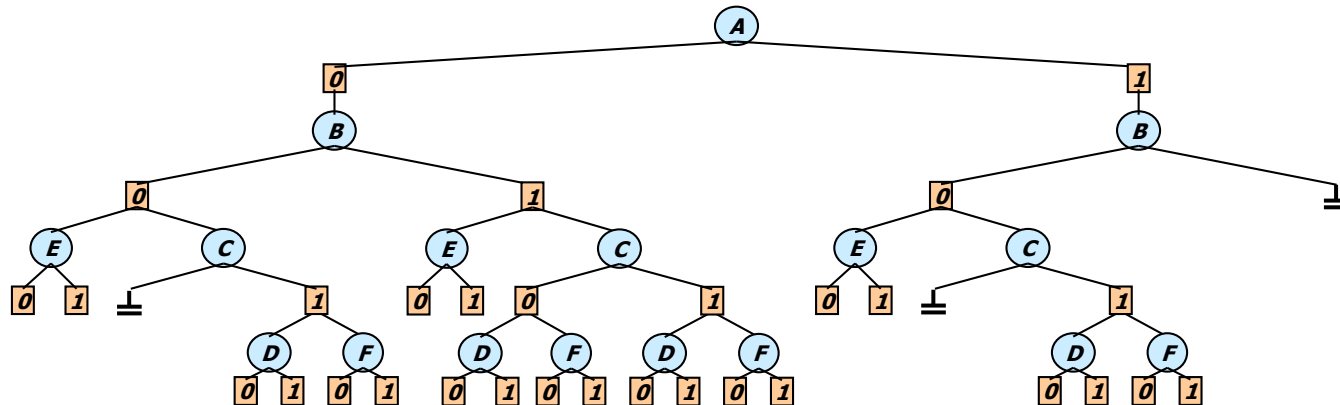 A
0 1
B B
0 1 0
E C E C E C
0 1 1 0 1 0 1 0 1 1
D F D F D F D F
0 1 0 1 0 1 0 1 0 1 0 1 0 1 0 1